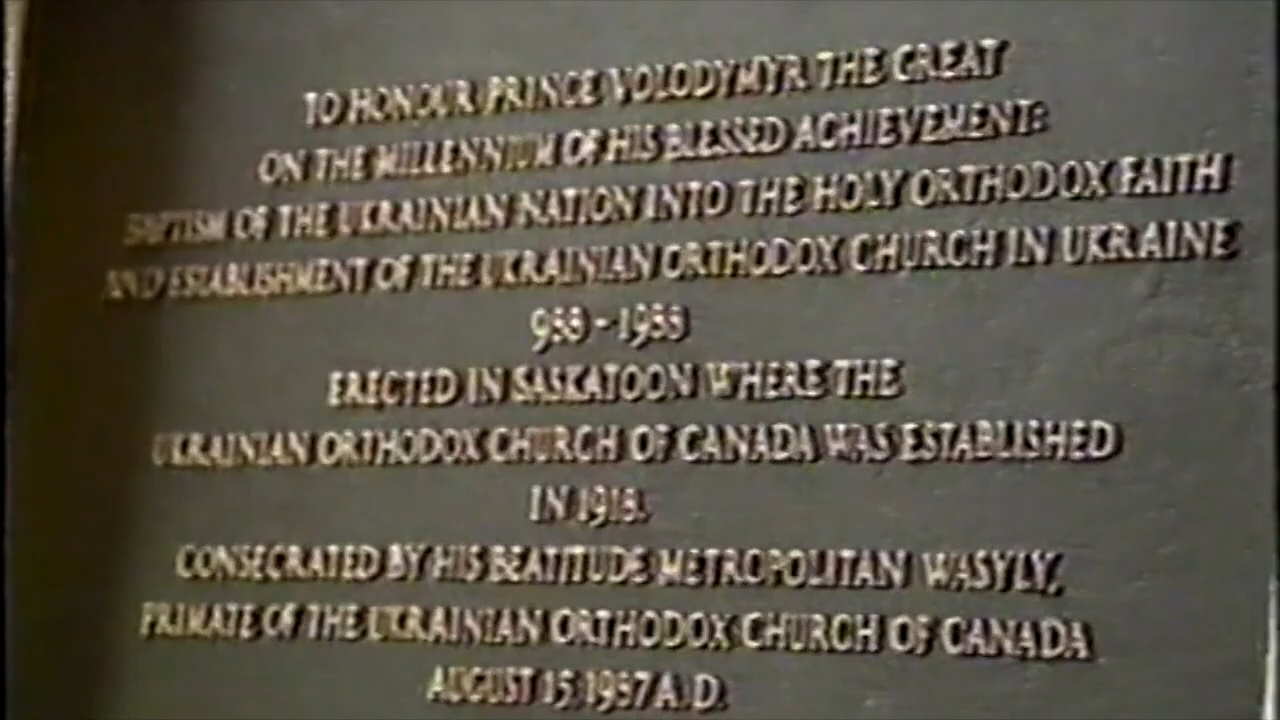 TO HONOUR PRINCE VOLODYMYR THE GREAT
ON THE MILLENNIUM OF HIS BLESSED ACHIEVEMENT:
BAPTISM OF THE UKRAINIAN NATION INTO THE HOLY ORTHODOX FAITH
AND ESTABLISHMENT OF THE UKRAINIAN ORTHODOX CHURCH IN UKRAINE
988 - 1988
ERECTED IN SASKATOON WHERE THE
UKRAINIAN ORTHODOX CHURCH OF CANADA WAS ESTABLISHED
IN 1918.
CONSECRATED BY HIS BEATITUDE METROPOLITAN WASYLY,
PRIMATE OF THE UKRAINIAN ORTHODOX CHURCH OF CANADA
AUGUST 15, 1987 A.D.